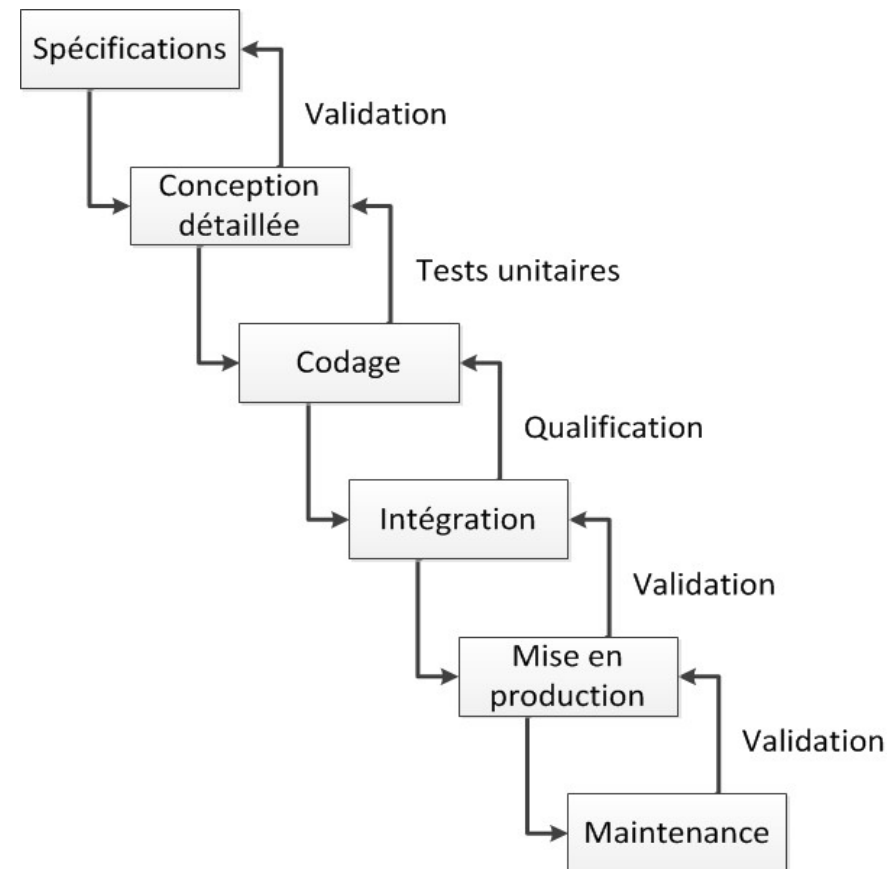 Spécifications
Validation
Conception
détaillée
Tests unitaires
Codage
Qualification
Intégration
Validation
Mise en
production
Validation
Maintenance